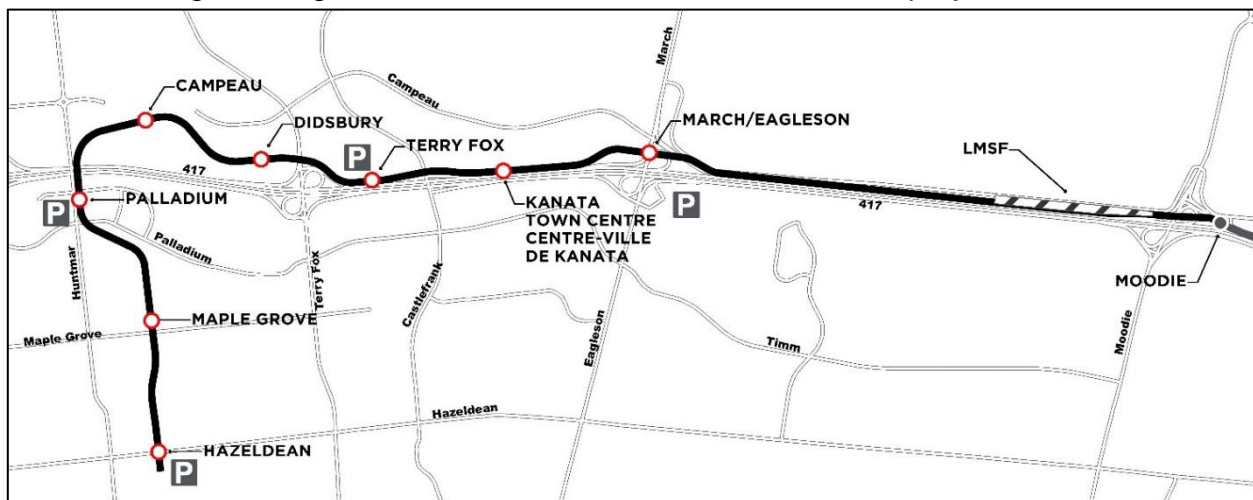 CAMPEAU
DIDSBURY
P
TERRY FOX
417
PALLADIUM
P
Palladium
Huntmar
Terry Fox
Castlefrank
Campeau
March
MARCH/EAGLESON
P
KANATA
TOWN CENTRE
CENTRE-VILLE
DE KANATA
LMSF
417
MOODIE
Moodie
Eagleson
Timm
MAPLE GROVE
Maple Grove
Hazeldean
HAZELDEAN
P